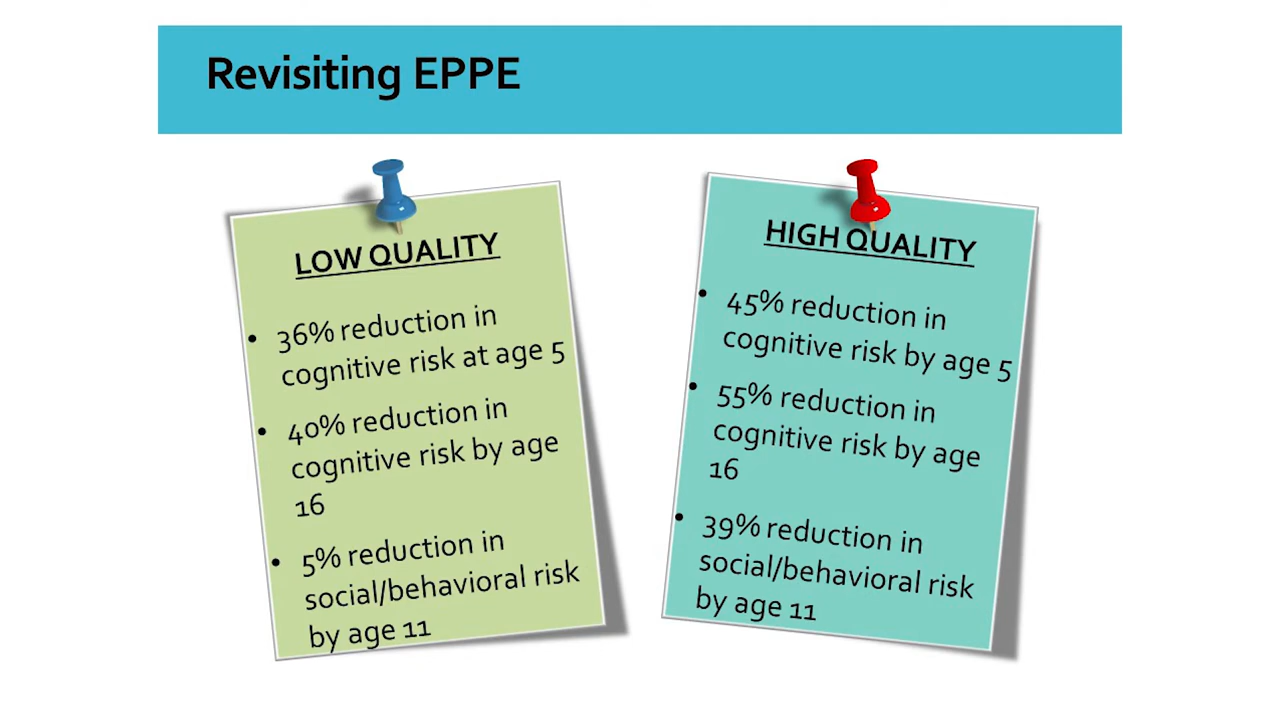 Revisiting EPPE
LOW QUALITY
• 36% reduction in
cognitive risk at age 5
• 40% reduction in
cognitive risk by age
16
• 5% reduction in
social/behavioral risk
by age 11
HIGH QUALITY
• 45% reduction in
cognitive risk by age 5
• 55% reduction in
cognitive risk by age
16
• 39% reduction in
social/behavioral risk
by age 11